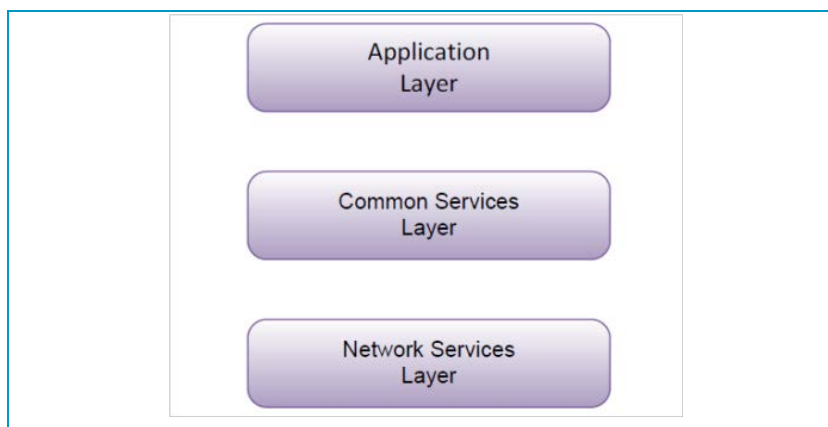 Application
Layer
Common Services
Layer
Network Services
Layer